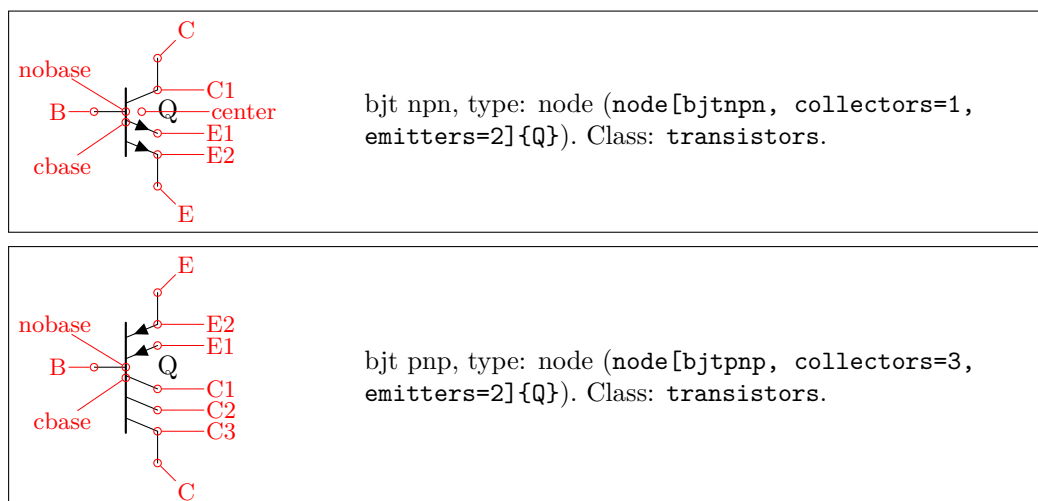 C
nobase
C1
B
Q
center
E1
E2
cbase
E
bjt npn, type: node (node[bjtnpn, collectors=1,
emitters=2]{Q}). Class: transistors.
E
nobase
E2
E1
B
Q
C1
C2
cbase
C3
C
bjt pnp, type: node (node[bjtpnp, collectors=3,
emitters=2]{Q}). Class: transistors.